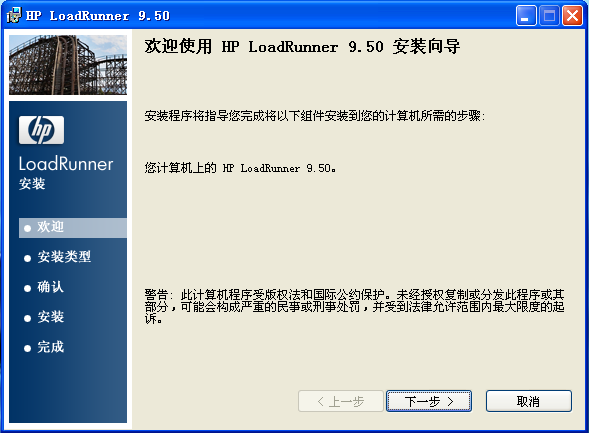 HP LoadRunner 9.50
欢迎使用 HP LoadRunner 9.50 安装向导
hp
LoadRunner
安装
欢迎
安装类型
确认
安装
完成
安装程序将指导您完成将以下组件安装到您的计算机所需的步骤:
您计算机上的 HP LoadRunner 9.50。
警告: 此计算机程序受版权法和国际公约保护。未经授权复制或分发此程序或其
部分，可能会构成严重的民事或刑事处罚，并受到法律允许范围内最大限度的起
诉。
< 上一步
下一步 >
取消